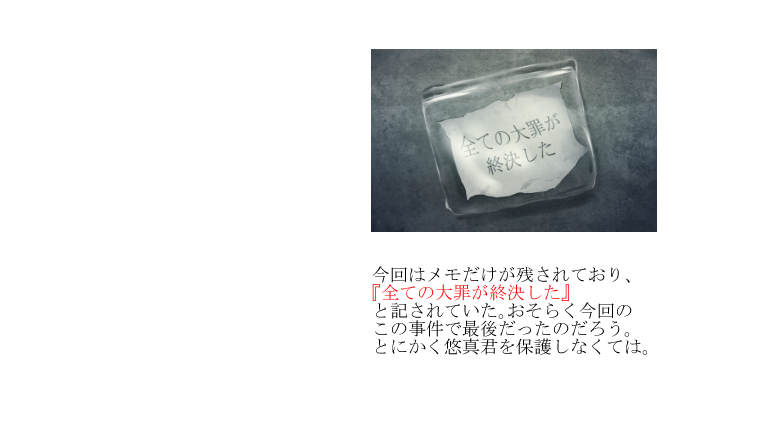 全ての大罪が
終決した
今回はメモだけが残されており、
『全ての大罪が終決した』
と記されていた。おそらく今回の
この事件で最後だったのだろう。
とにかく悠真君を保護しなくては。